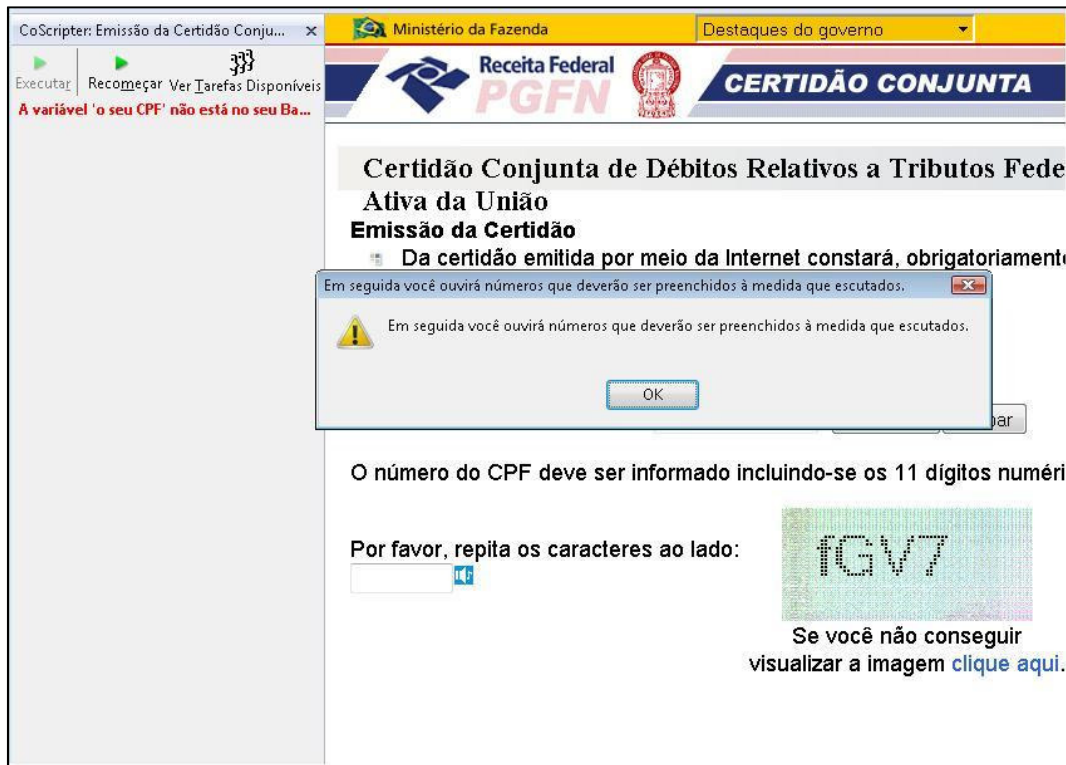 CoScripter: Emissão da Certidão Conju...
Executar Recomeçar Ver Tarefas Disponíveis
A variável 'o seu CPF' não está no seu Ba...
Ministério da Fazenda
Destaques do governo
Receita Federal
PGFN
CERTIDÃO CONJUNTA
Certidão Conjunta de Débitos Relativos a Tributos Fede
Ativa da União
Emissão da Certidão
Da certidão emitida por meio da Internet constará, obrigatoriament
Em seguida você ouvirá números que deverão ser preenchidos à medida que escutados.
Em seguida você ouvirá números que deverão ser preenchidos à medida que escutados.
OK
par
O número do CPF deve ser informado incluindo-se os 11 dígitos numéri
Por favor, repita os caracteres ao lado:
fGV7
Se você não conseguir
visualizar a imagem clique aqui.